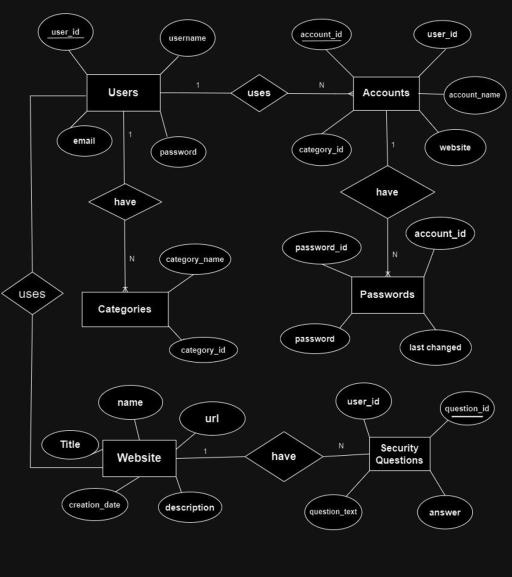 user_id
username
account_id
user_id
Users
1
uses
N
Accounts
account_name
email
1
password
category_id
1
website
have
have
category_name
N
password_id
account_id
N
uses
Categories
Passwords
category_id
password
last changed
name
url
user_id
question_id
Title
Website
1
have
N
Security
Questions
creation_date
description
question_text
answer